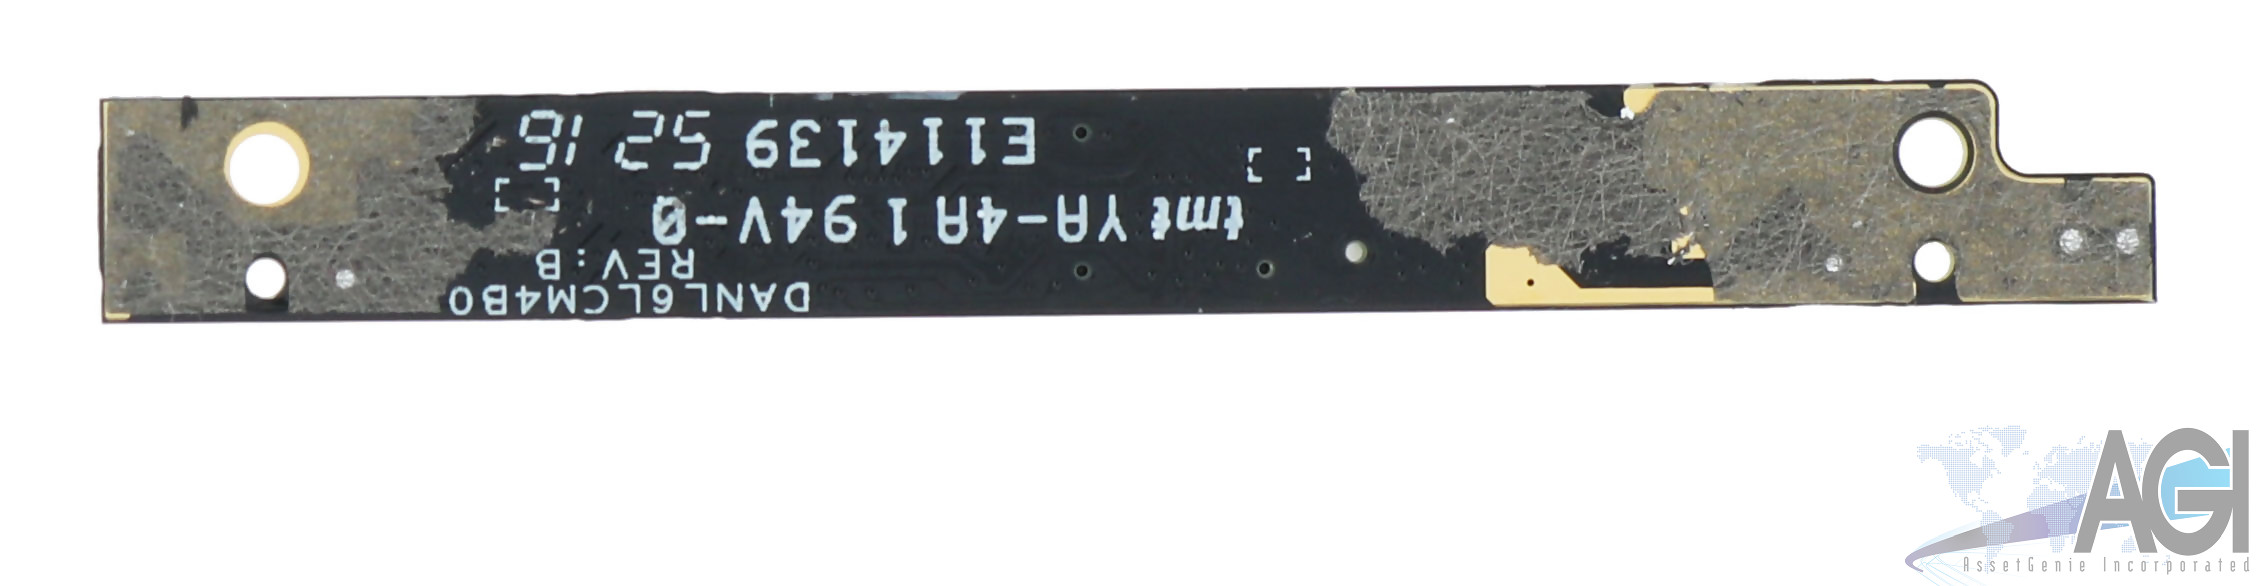 DANL6LCM4B0
REV:B
tmt YA-4A 1 94V-0
E114139 52 16
AGI
AssetGenie Incorporated